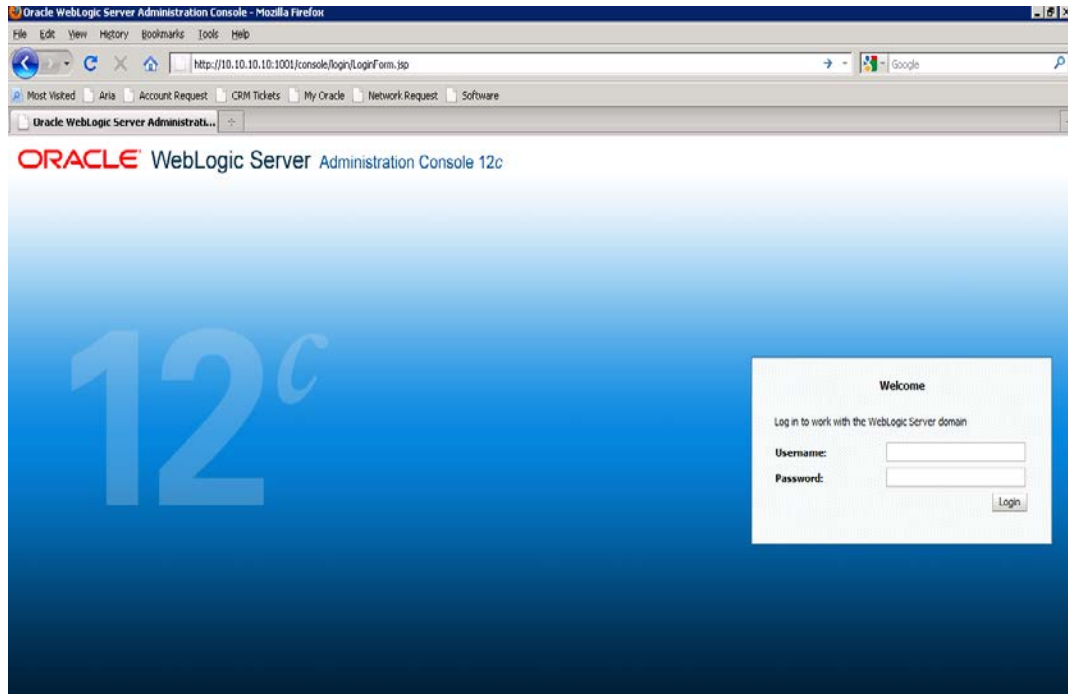 Oracle WebLogic Server Administration Console - Mozilla Firefox
File Edit View History Bookmarks Tools Help
http://10.10.10.10:1001/console/login/LoginForm.jsp Google
Most Visited Aria Account Request CRM Tickets My Oracle Network Request Software
Oracle WebLogic Server Administrati...
ORACLE WebLogic Server Administration Console 12c
12c
Welcome
Log in to work with the WebLogic Server domain
Username:
Password:
Login